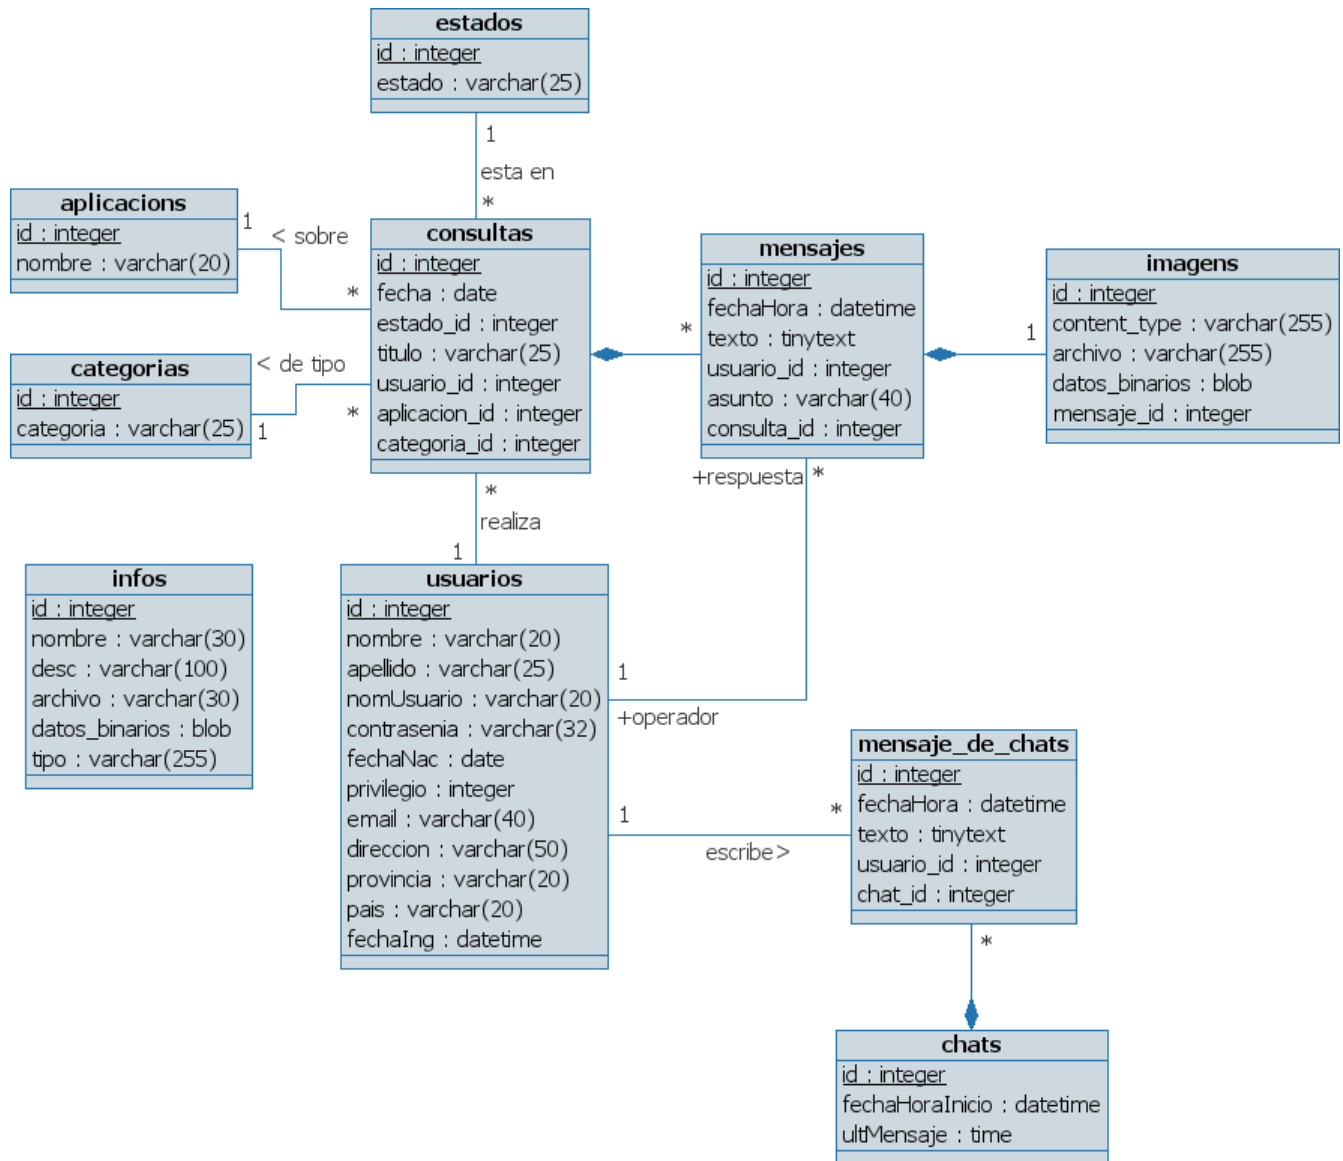 estados
id : integer
estado : varchar(25)
1
esta en
*
aplicacions
id : integer
nombre : varchar(20)
1
< sobre
*
categorias
id : integer
categoria : varchar(25)
< de tipo
1
*
consultas
id : integer
fecha : date
estado_id : integer
titulo : varchar(25)
usuario_id : integer
aplicacion_id : integer
categoria_id : integer
*
mensajes
id : integer
fechaHora : datetime
texto : tinytext
usuario_id : integer
asunto : varchar(40)
consulta_id : integer
1
imagens
id : integer
content_type : varchar(255)
archivo : varchar(255)
datos_binarios : blob
mensaje_id : integer
*
realiza
1
+respuesta
*
infos
id : integer
nombre : varchar(30)
desc : varchar(100)
archivo : varchar(30)
datos_binarios : blob
tipo : varchar(255)
usuarios
id : integer
nombre : varchar(20)
apellido : varchar(25)
nomUsuario : varchar(20)
contrasenia : varchar(32)
fechaNac : date
privilegio : integer
email : varchar(40)
direccion : varchar(50)
provincia : varchar(20)
pais : varchar(20)
fechaIng : datetime
1
+operador
1
*
escribe >
mensaje_de_chats
id : integer
fechaHora : datetime
texto : tinytext
usuario_id : integer
chat_id : integer
*
chats
id : integer
fechaHoraInicio : datetime
ultMensaje : time